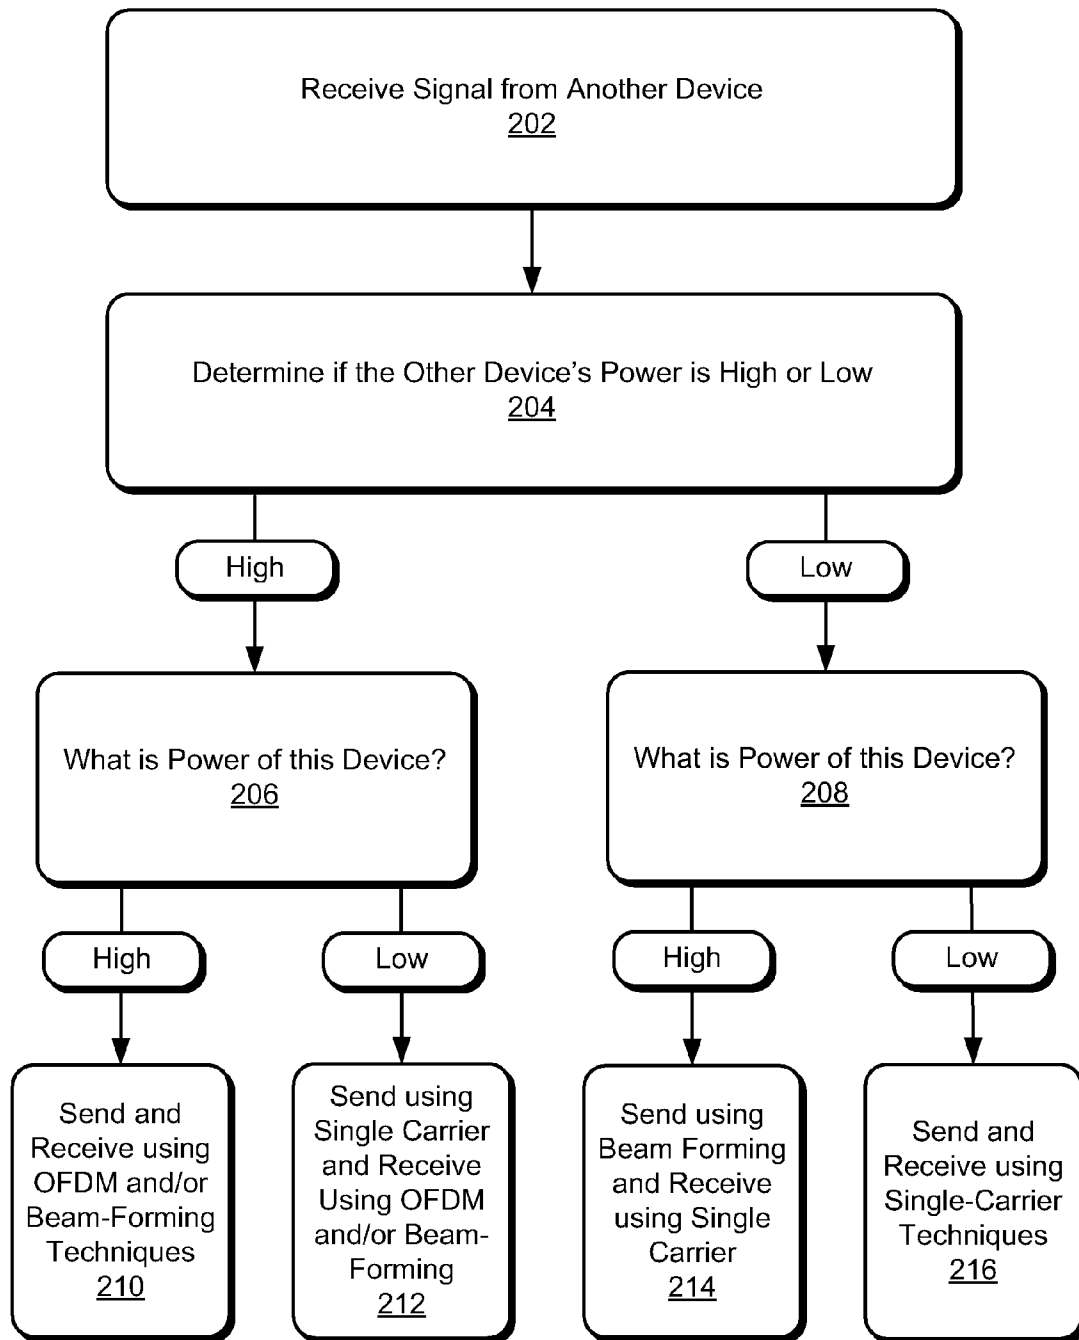 Receive Signal from Another Device
202
Determine if the Other Device's Power is High or Low
204
High
Low
What is Power of this Device?
206
What is Power of this Device?
208
High
Low
High
Low
Send and
Receive using
OFDM and/or
Beam-Forming
Techniques
210
Send using
Single Carrier
and Receive
Using OFDM
and/or Beam-
Forming
212
Send using
Beam Forming
and Receive
using Single
Carrier
214
Send and
Receive using
Single-Carrier
Techniques
216